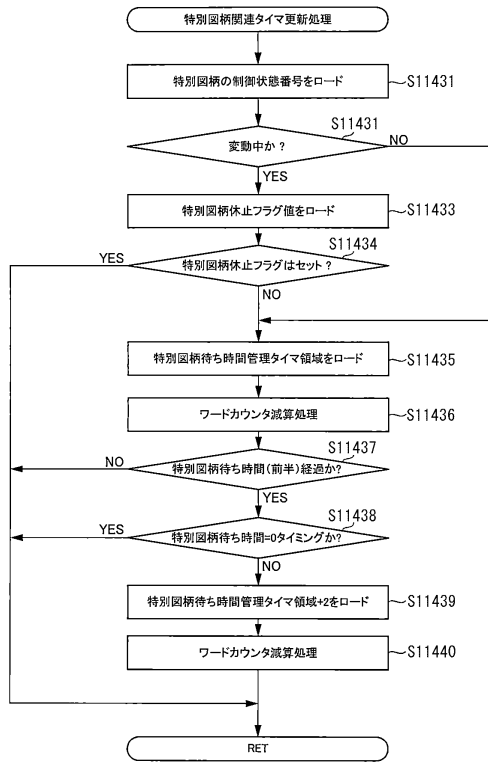 特別図柄関連タイマ更新処理
特別図柄の制御状態番号をロード
S11431
S11431
変動中か？
NO
YES
特別図柄休止フラグ値をロード
S11433
S11434
YES
特別図柄休止フラグはセット？
NO
特別図柄待ち時間管理タイマ領域をロード
S11435
ワードカウンタ減算処理
S11436
S11437
NO
特別図柄待ち時間(前半)経過か?
YES
S11438
YES
特別図柄待ち時間=0タイミングか?
NO
特別図柄待ち時間管理タイマ領域+2をロード
S11439
ワードカウンタ減算処理
S11440
RET